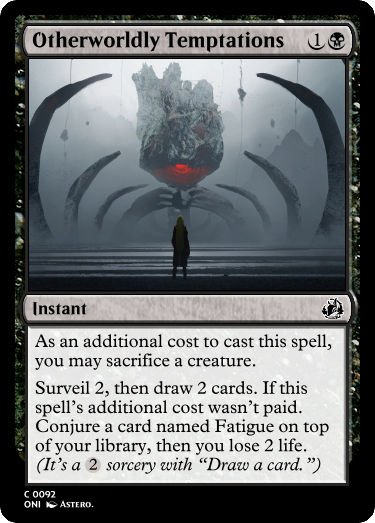 Otherworldly Temptations 1
Instant
As an additional cost to cast this spell,
you may sacrifice a creature.
Surveil 2, then draw 2 cards. If this
spell's additional cost wasn't paid.
Conjure a card named Fatigue on top
of your library, then you lose 2 life.
(It's a 2 sorcery with “Draw a card.”)
C 0092
ONI ASTERO.